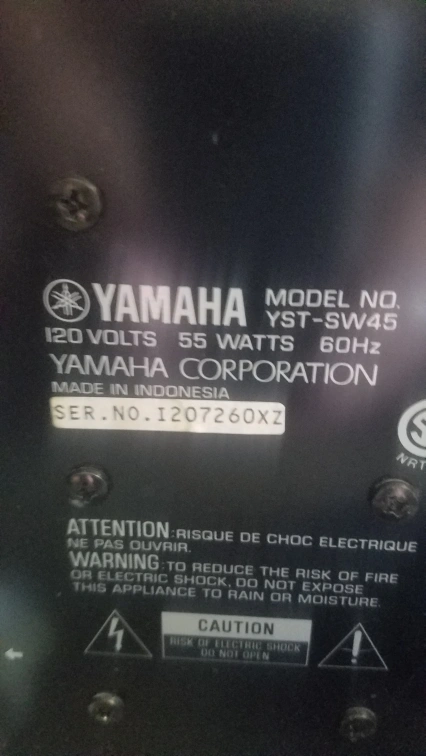 YAMAHA MODEL NO.
YST-SW45
120 VOLTS 55 WATTS 60Hz
YAMAHA CORPORATION
MADE IN INDONESIA
SER.NO.I207260XZ
NRT
ATTENTION:RISQUE DE CHOC ELECTRIQUE
NE PAS OUVRIR.
WARNING:TO REDUCE THE RISK OF FIRE
OR ELECTRIC SHOCK, DO NOT EXPOSE
THIS APPLIANCE TO RAIN OR MOISTURE.
CAUTION
RISK OF ELECTRIC SHOCK
DO NOT OPEN